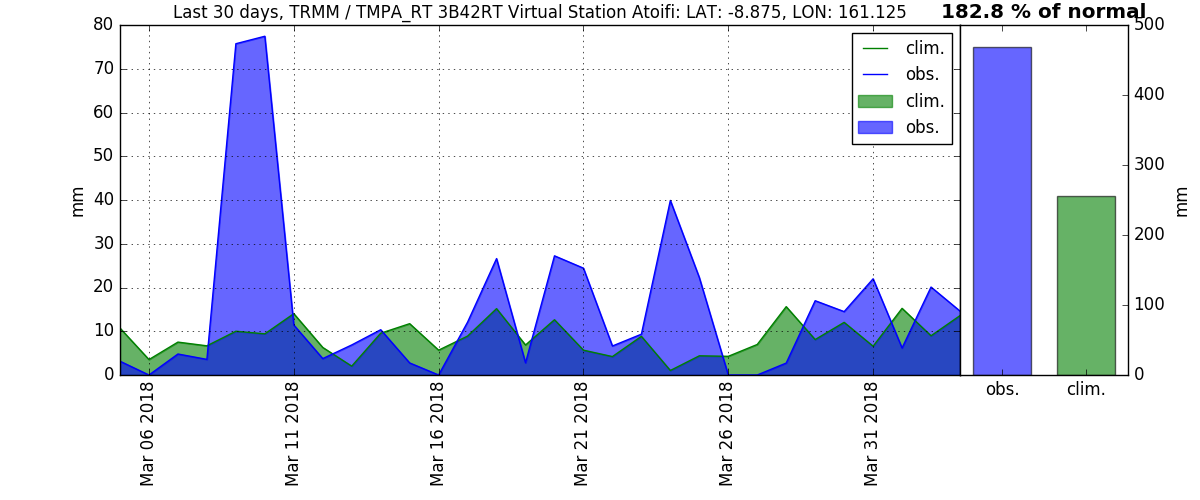 Last 30 days, TRMM / TMPA_RT 3B42RT Virtual Station Atoifi: LAT: -8.875, LON: 161.125
182.8 % of normal
80
70
60
50
40
30
20
10
0
mm
clim.
obs.
clim.
obs.
Mar 06 2018
Mar 11 2018
Mar 16 2018
Mar 21 2018
Mar 26 2018
Mar 31 2018
500
400
300
200
100
0
mm
obs.
clim.